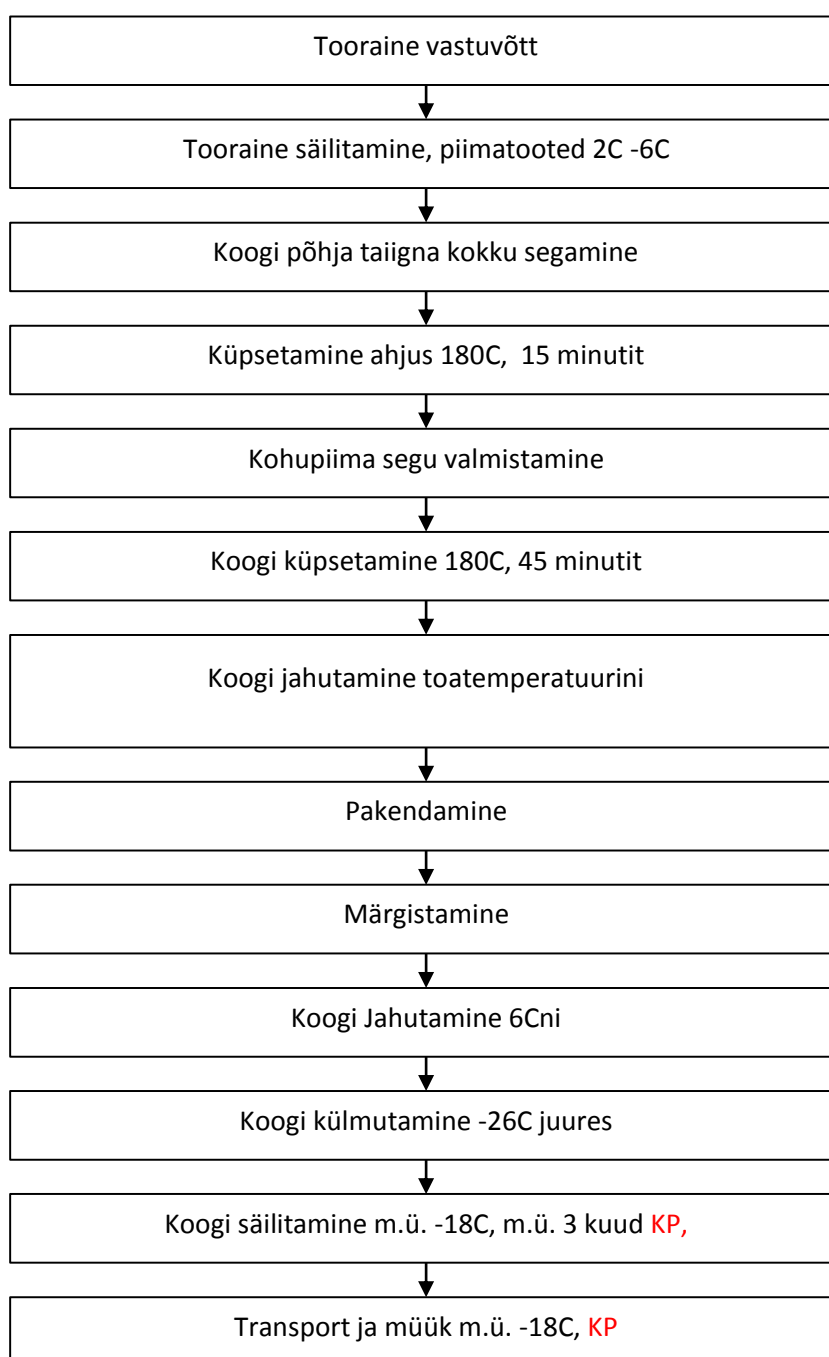 Tooraine vastuvõtt
Tooraine säilitamine, piimatooted 2C -6C
Koogi põhja taiigna kokku segamine
Küpsetamine ahjus 180C, 15 minutit
Kohupiima segu valmistamine
Koogi küpsetamine 180C, 45 minutit
Koogi jahutamine toatemperatuurini
Pakendamine
Märgistamine
Koogi Jahutamine 6Cni
Koogi külmutamine -26C juures
Koogi säilitamine m.ü. -18C, m.ü. 3 kuud KP,
Transport ja müük m.ü. -18C, KP